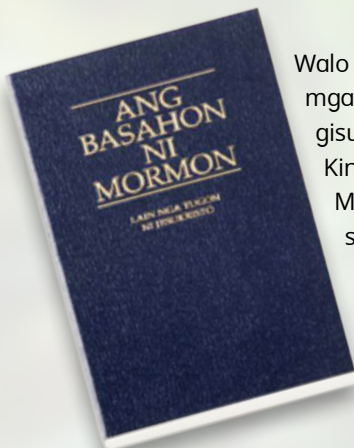 ANG
BASAHON
NI
MORMON
LAIN NGA TUGON
NI JESUKRISTO
Walo
mga
gisu
Kin
M
s